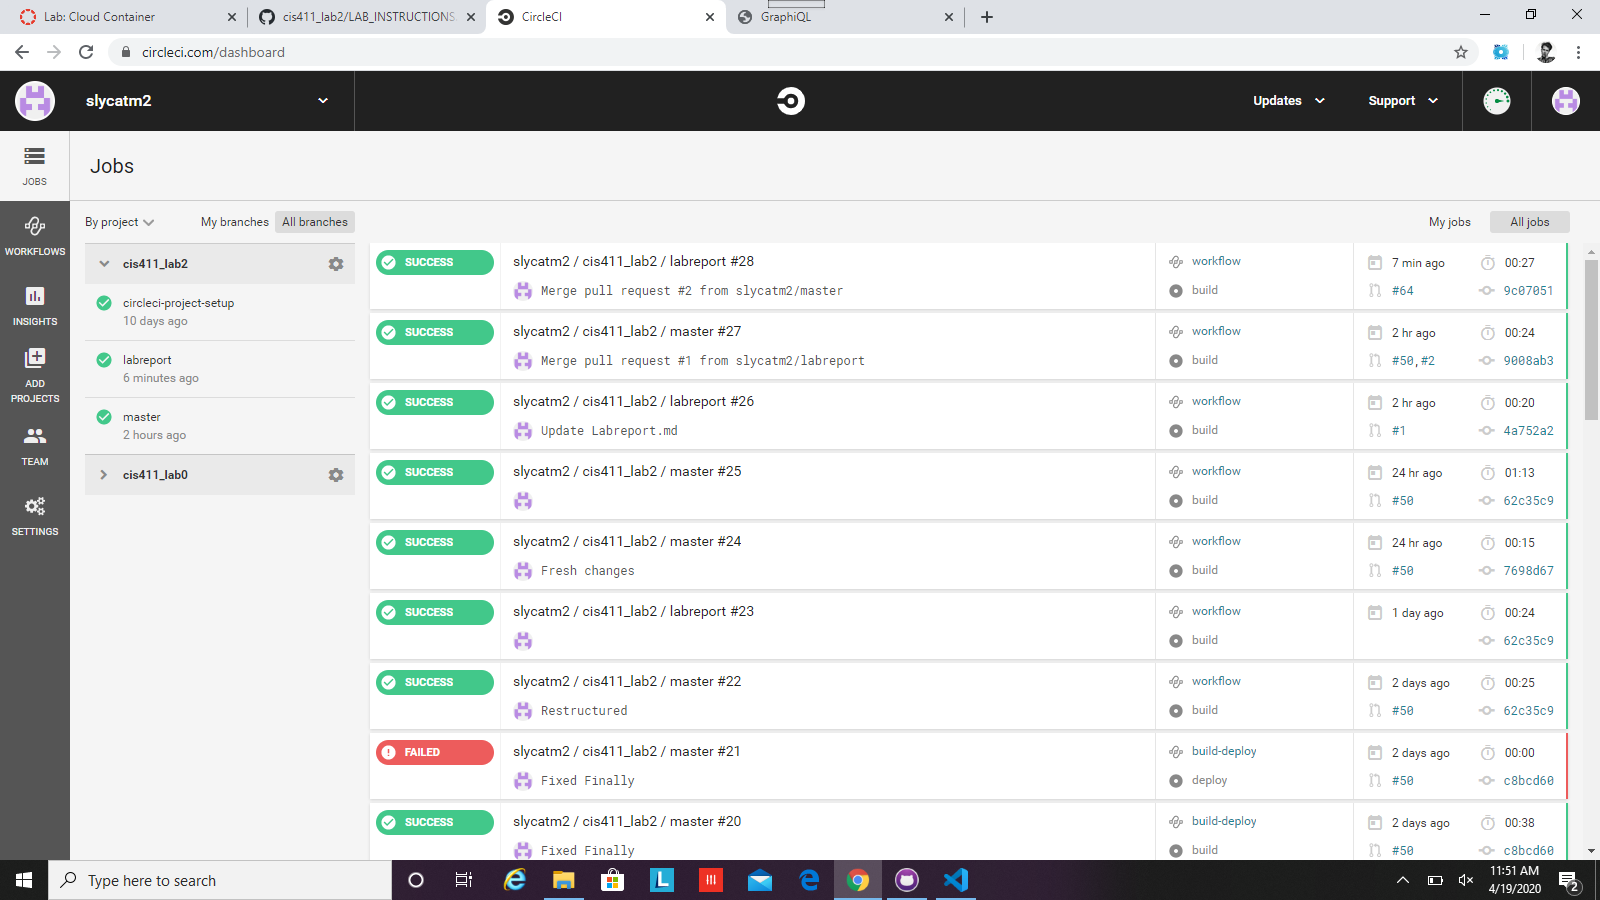 Lab: Cloud Container
cis411_lab2/LAB_INSTRUCTIONS.
CircleCI
GraphiQL
circleci.com/dashboard
slycatm2
Updates
Support
JOBS
WORKFLOWS
INSIGHTS
ADD
PROJECTS
TEAM
SETTINGS
Jobs
By project
My branches
All branches
My jobs
All jobs
cis411_lab2
circleci-project-setup
10 days ago
labreport
6 minutes ago
master
2 hours ago
cis411_lab0
SUCCESS slycatm2 / cis411_lab2 / labreport #28 workflow 7 min ago 00:27
Merge pull request #2 from slycatm2/master build #64 9c07051
SUCCESS slycatm2 / cis411_lab2 / master #27 workflow 2 hr ago 00:24
Merge pull request #1 from slycatm2/labreport build #50,#2 9008ab3
SUCCESS slycatm2 / cis411_lab2 / labreport #26 workflow 2 hr ago 00:20
Update Labreport.md build #1 4a752a2
SUCCESS slycatm2 / cis411_lab2 / master #25 workflow 24 hr ago 01:13
build #50 62c35c9
SUCCESS slycatm2 / cis411_lab2 / master #24 workflow 24 hr ago 00:15
Fresh changes build #50 7698d67
SUCCESS slycatm2 / cis411_lab2 / labreport #23 workflow 1 day ago 00:24
build 62c35c9
SUCCESS slycatm2 / cis411_lab2 / master #22 workflow 2 days ago 00:25
Restructured build #50 62c35c9
FAILED slycatm2 / cis411_lab2 / master #21 build-deploy 2 days ago 00:00
Fixed Finally deploy #50 c8bcd60
SUCCESS slycatm2 / cis411_lab2 / master #20 build-deploy 2 days ago 00:38
Fixed Finally build #50 c8bcd60
Type here to search
11:51 AM
4/19/2020
2